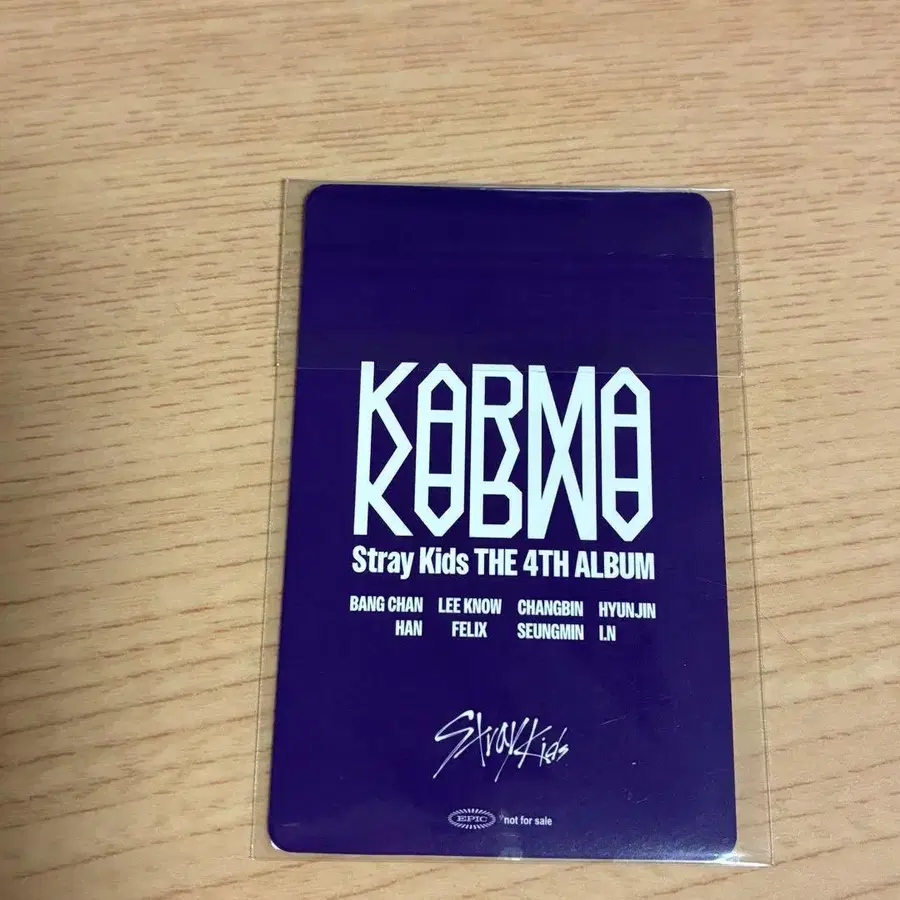 KARMA
Stray Kids THE 4TH ALBUM
BANG CHAN LEE KNOW CHANGBIN HYUNJIN
HAN FELIX SEUNGMIN I.N
Stray Kids
EPIC not for sale